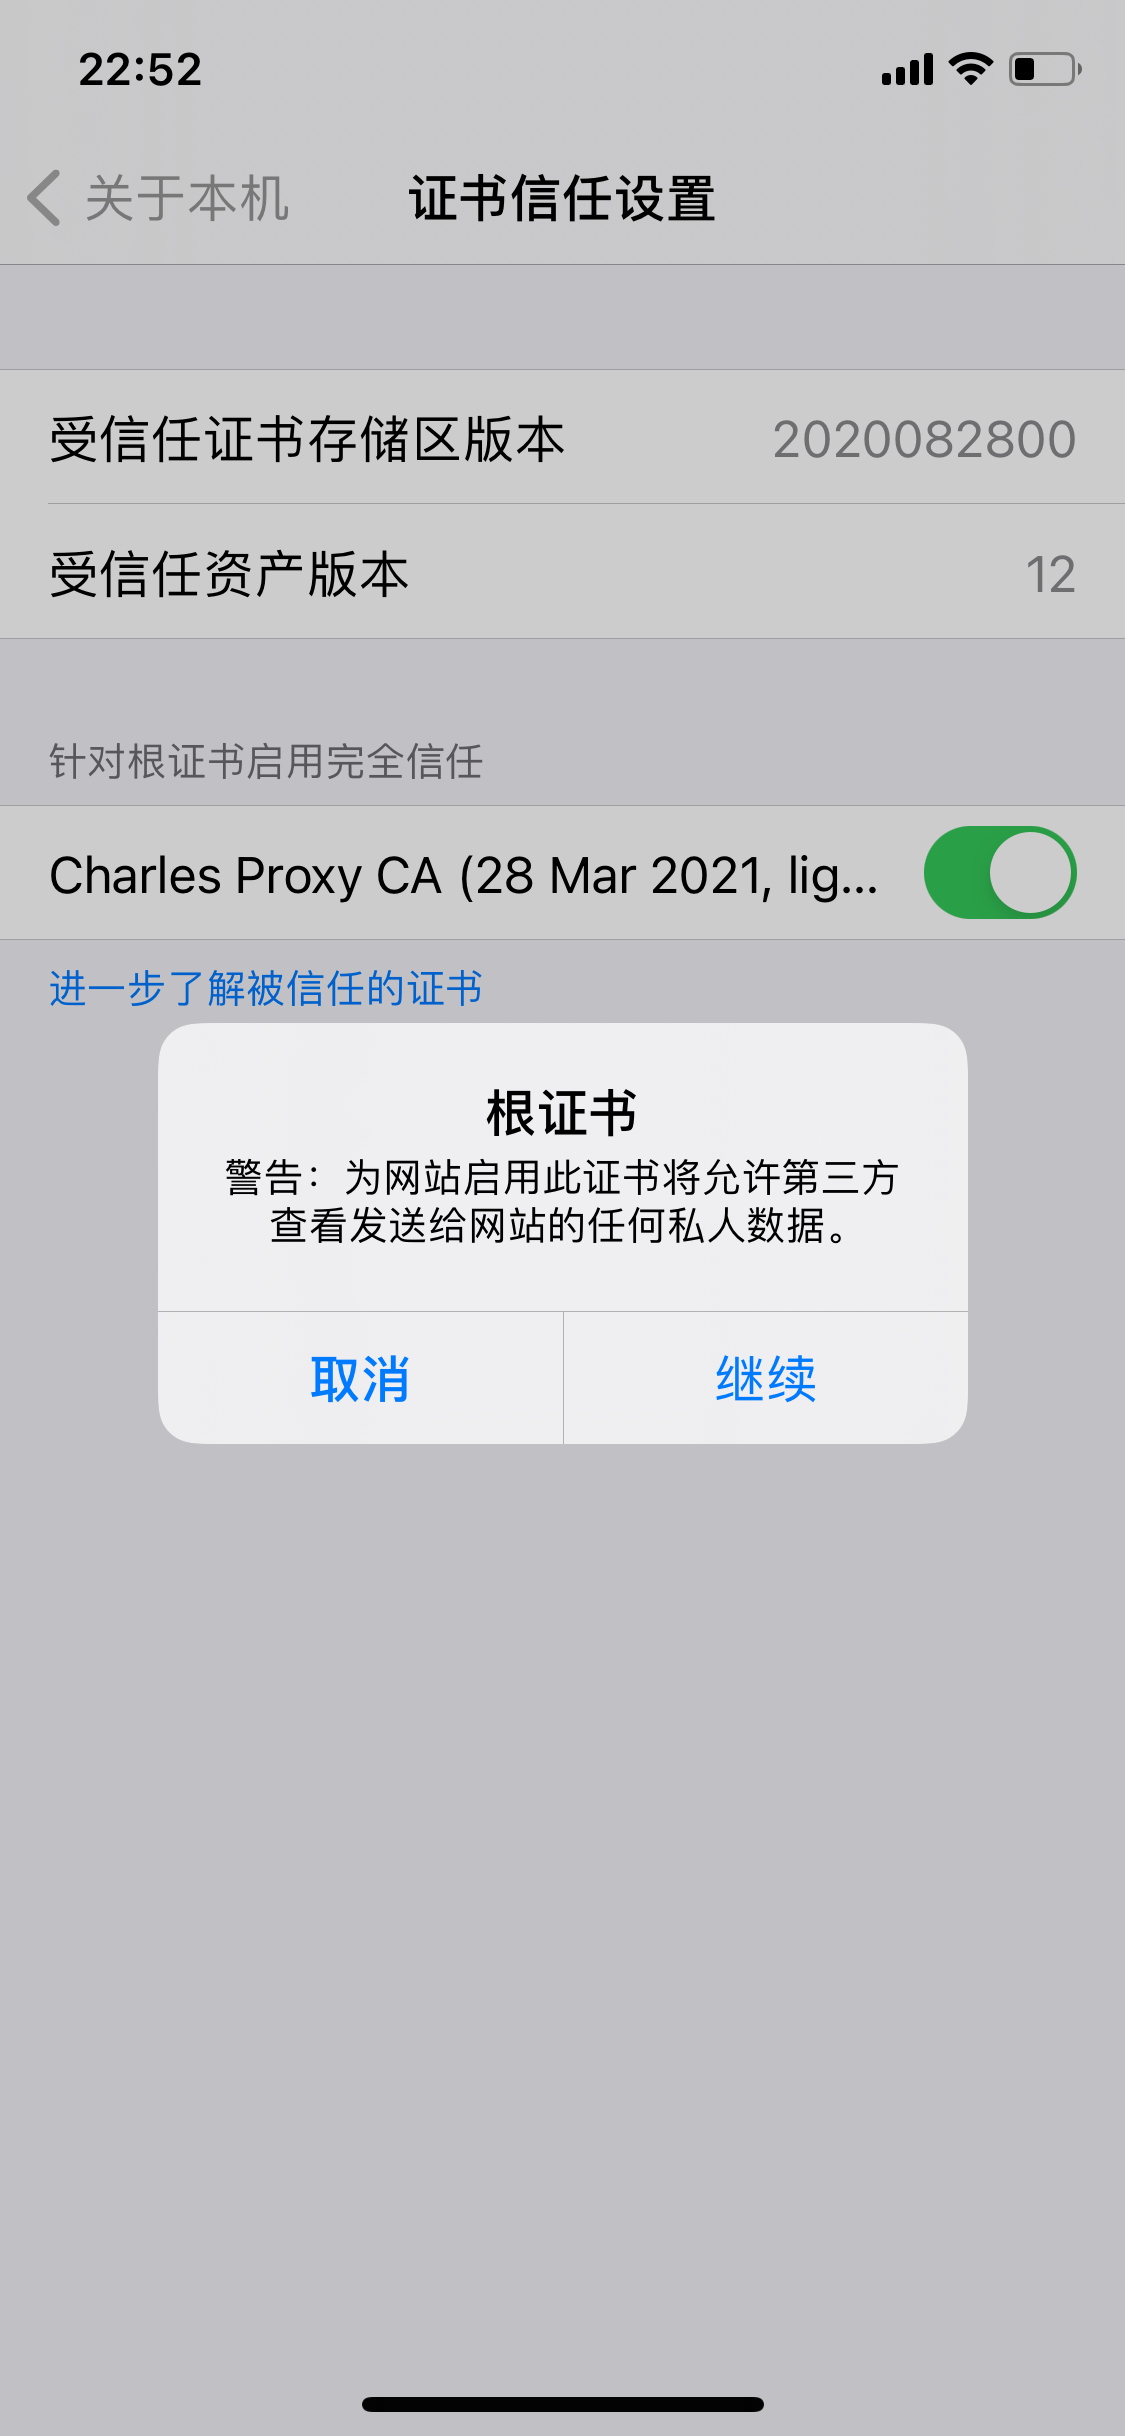 22:52
关于本机
证书信任设置
受信任证书存储区版本
2020082800
受信任资产版本
12
针对根证书启用完全信任
Charles Proxy CA (28 Mar 2021, lig...
进一步了解被信任的证书
根证书
警告：为网站启用此证书将允许第三方
查看发送给网站的任何私人数据。
取消
继续